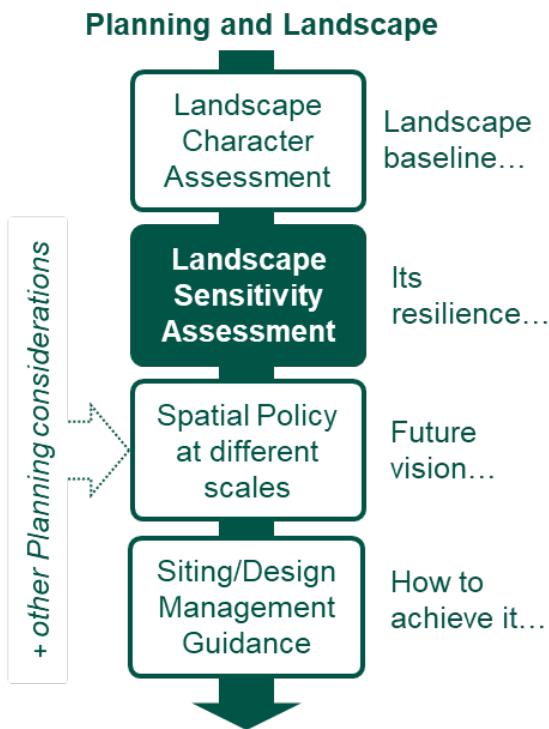 Planning and Landscape
Landscape
Character
Assessment
Landscape
baseline…
Landscape
Sensitivity
Assessment
Its
resilience…
+ other Planning considerations
Spatial Policy
at different
scales
Future
vision…
Siting/Design
Management
Guidance
How to
achieve it…